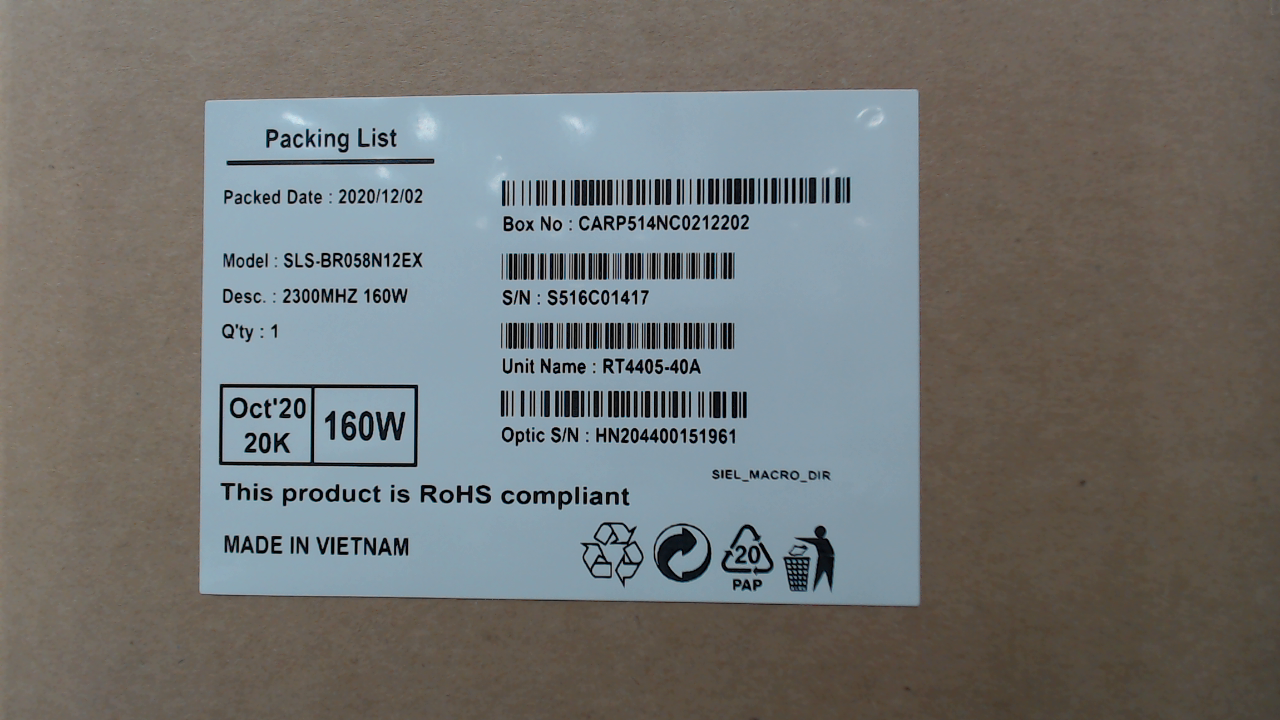 Packing List
Packed Date : 2020/12/02
Box No : CARP514NC0212202
Model : SLS-BR058N12EX
Desc. : 2300MHZ 160W
S/N : S516C01417
Q'ty : 1
Unit Name : RT4405-40A
Oct'20
20K
160W
Optic S/N : HN204400151961
SIEL_MACRO_DIR
This product is RoHS compliant
MADE IN VIETNAM
20
PAP